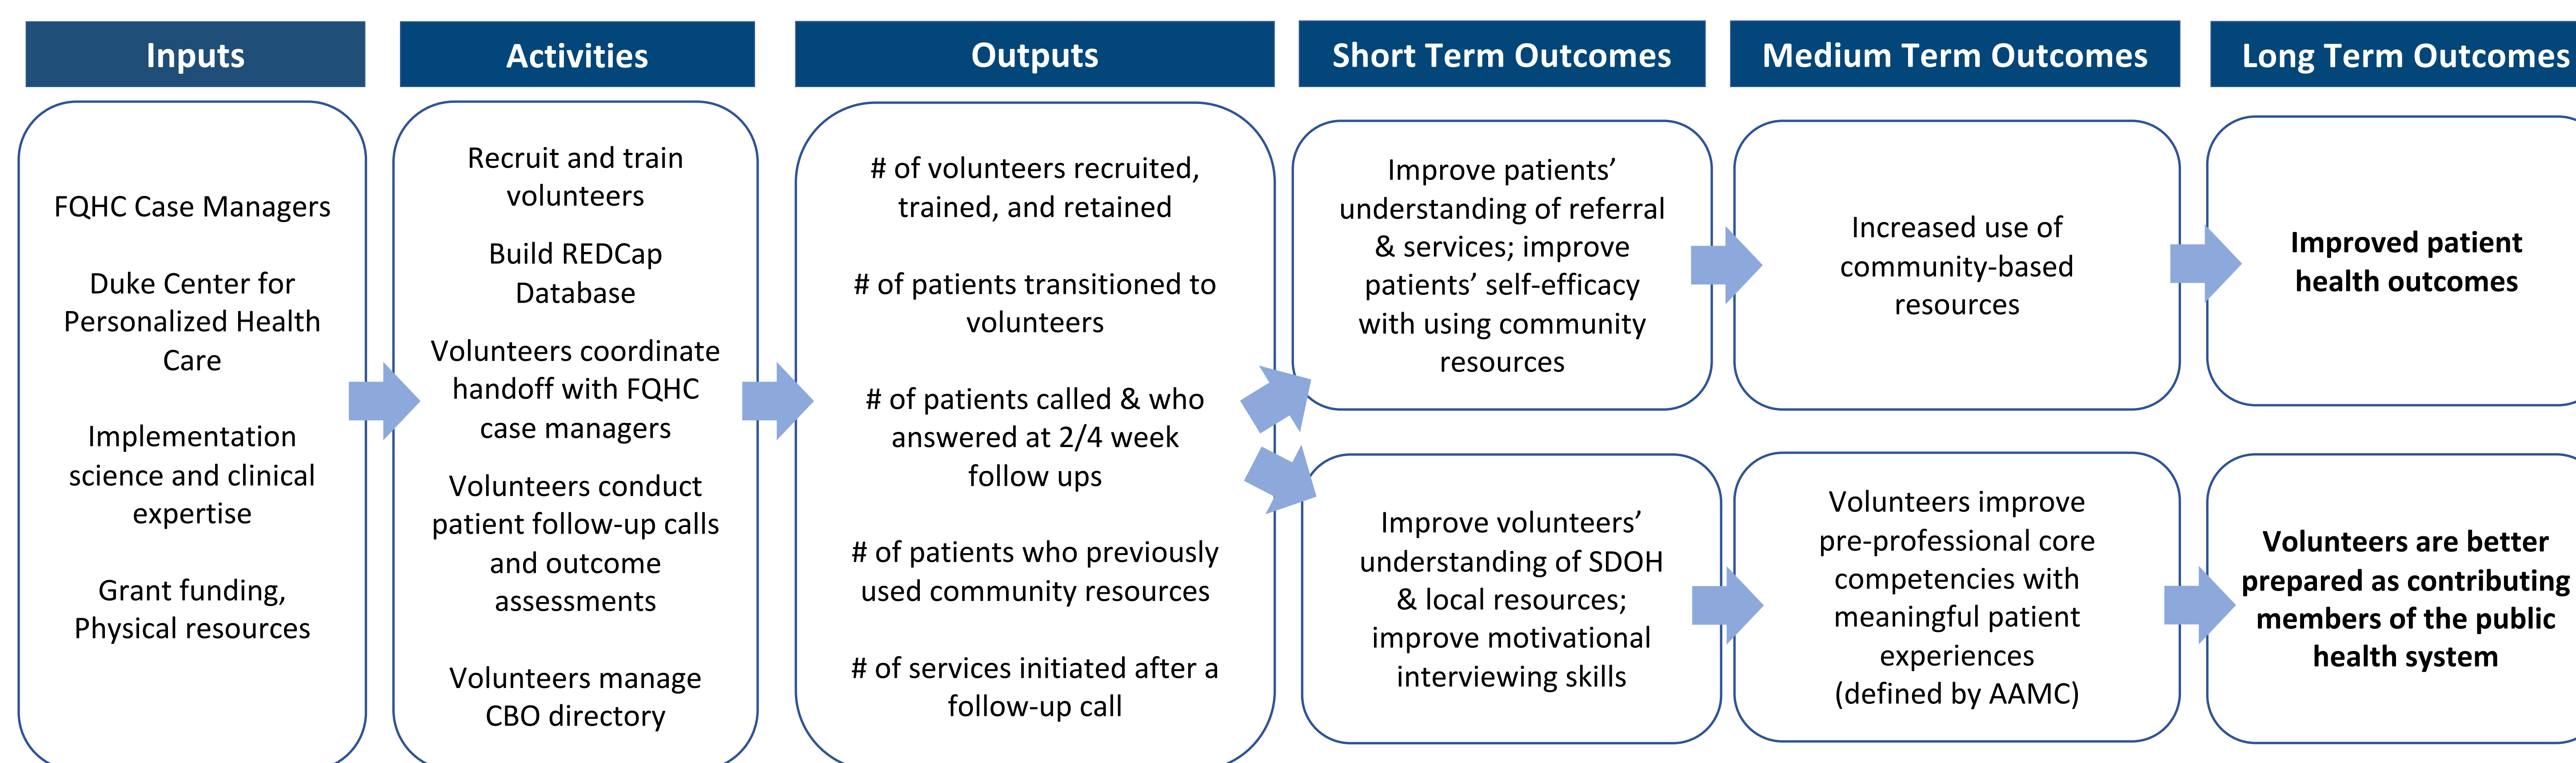 Inputs
FQHC Case Managers
Duke Center for
Personalized Health
Care
Implementation
science and clinical
expertise
Grant funding,
Physical resources
Activities
Recruit and train
volunteers
Build REDCap
Database
Volunteers coordinate
handoff with FQHC
case managers
Volunteers conduct
patient follow-up calls
and outcome
assessments
Volunteers manage
CBO directory
Outputs
# of volunteers recruited,
trained, and retained
# of patients transitioned to
volunteers
# of patients called & who
answered at 2/4 week
follow ups
# of patients who previously
used community resources
# of services initiated after a
follow-up call
Short Term Outcomes
Improve patients’
understanding of referral
& services; improve
patients’ self-efficacy
with using community
resources
Improve volunteers’
understanding of SDOH
& local resources;
improve motivational
interviewing skills
Medium Term Outcomes
Increased use of
community-based
resources
Volunteers improve
pre-professional core
competencies with
meaningful patient
experiences
(defined by AAMC)
Long Term Outcomes
Improved patient
health outcomes
Volunteers are better
prepared as contributing
members of the public
health system